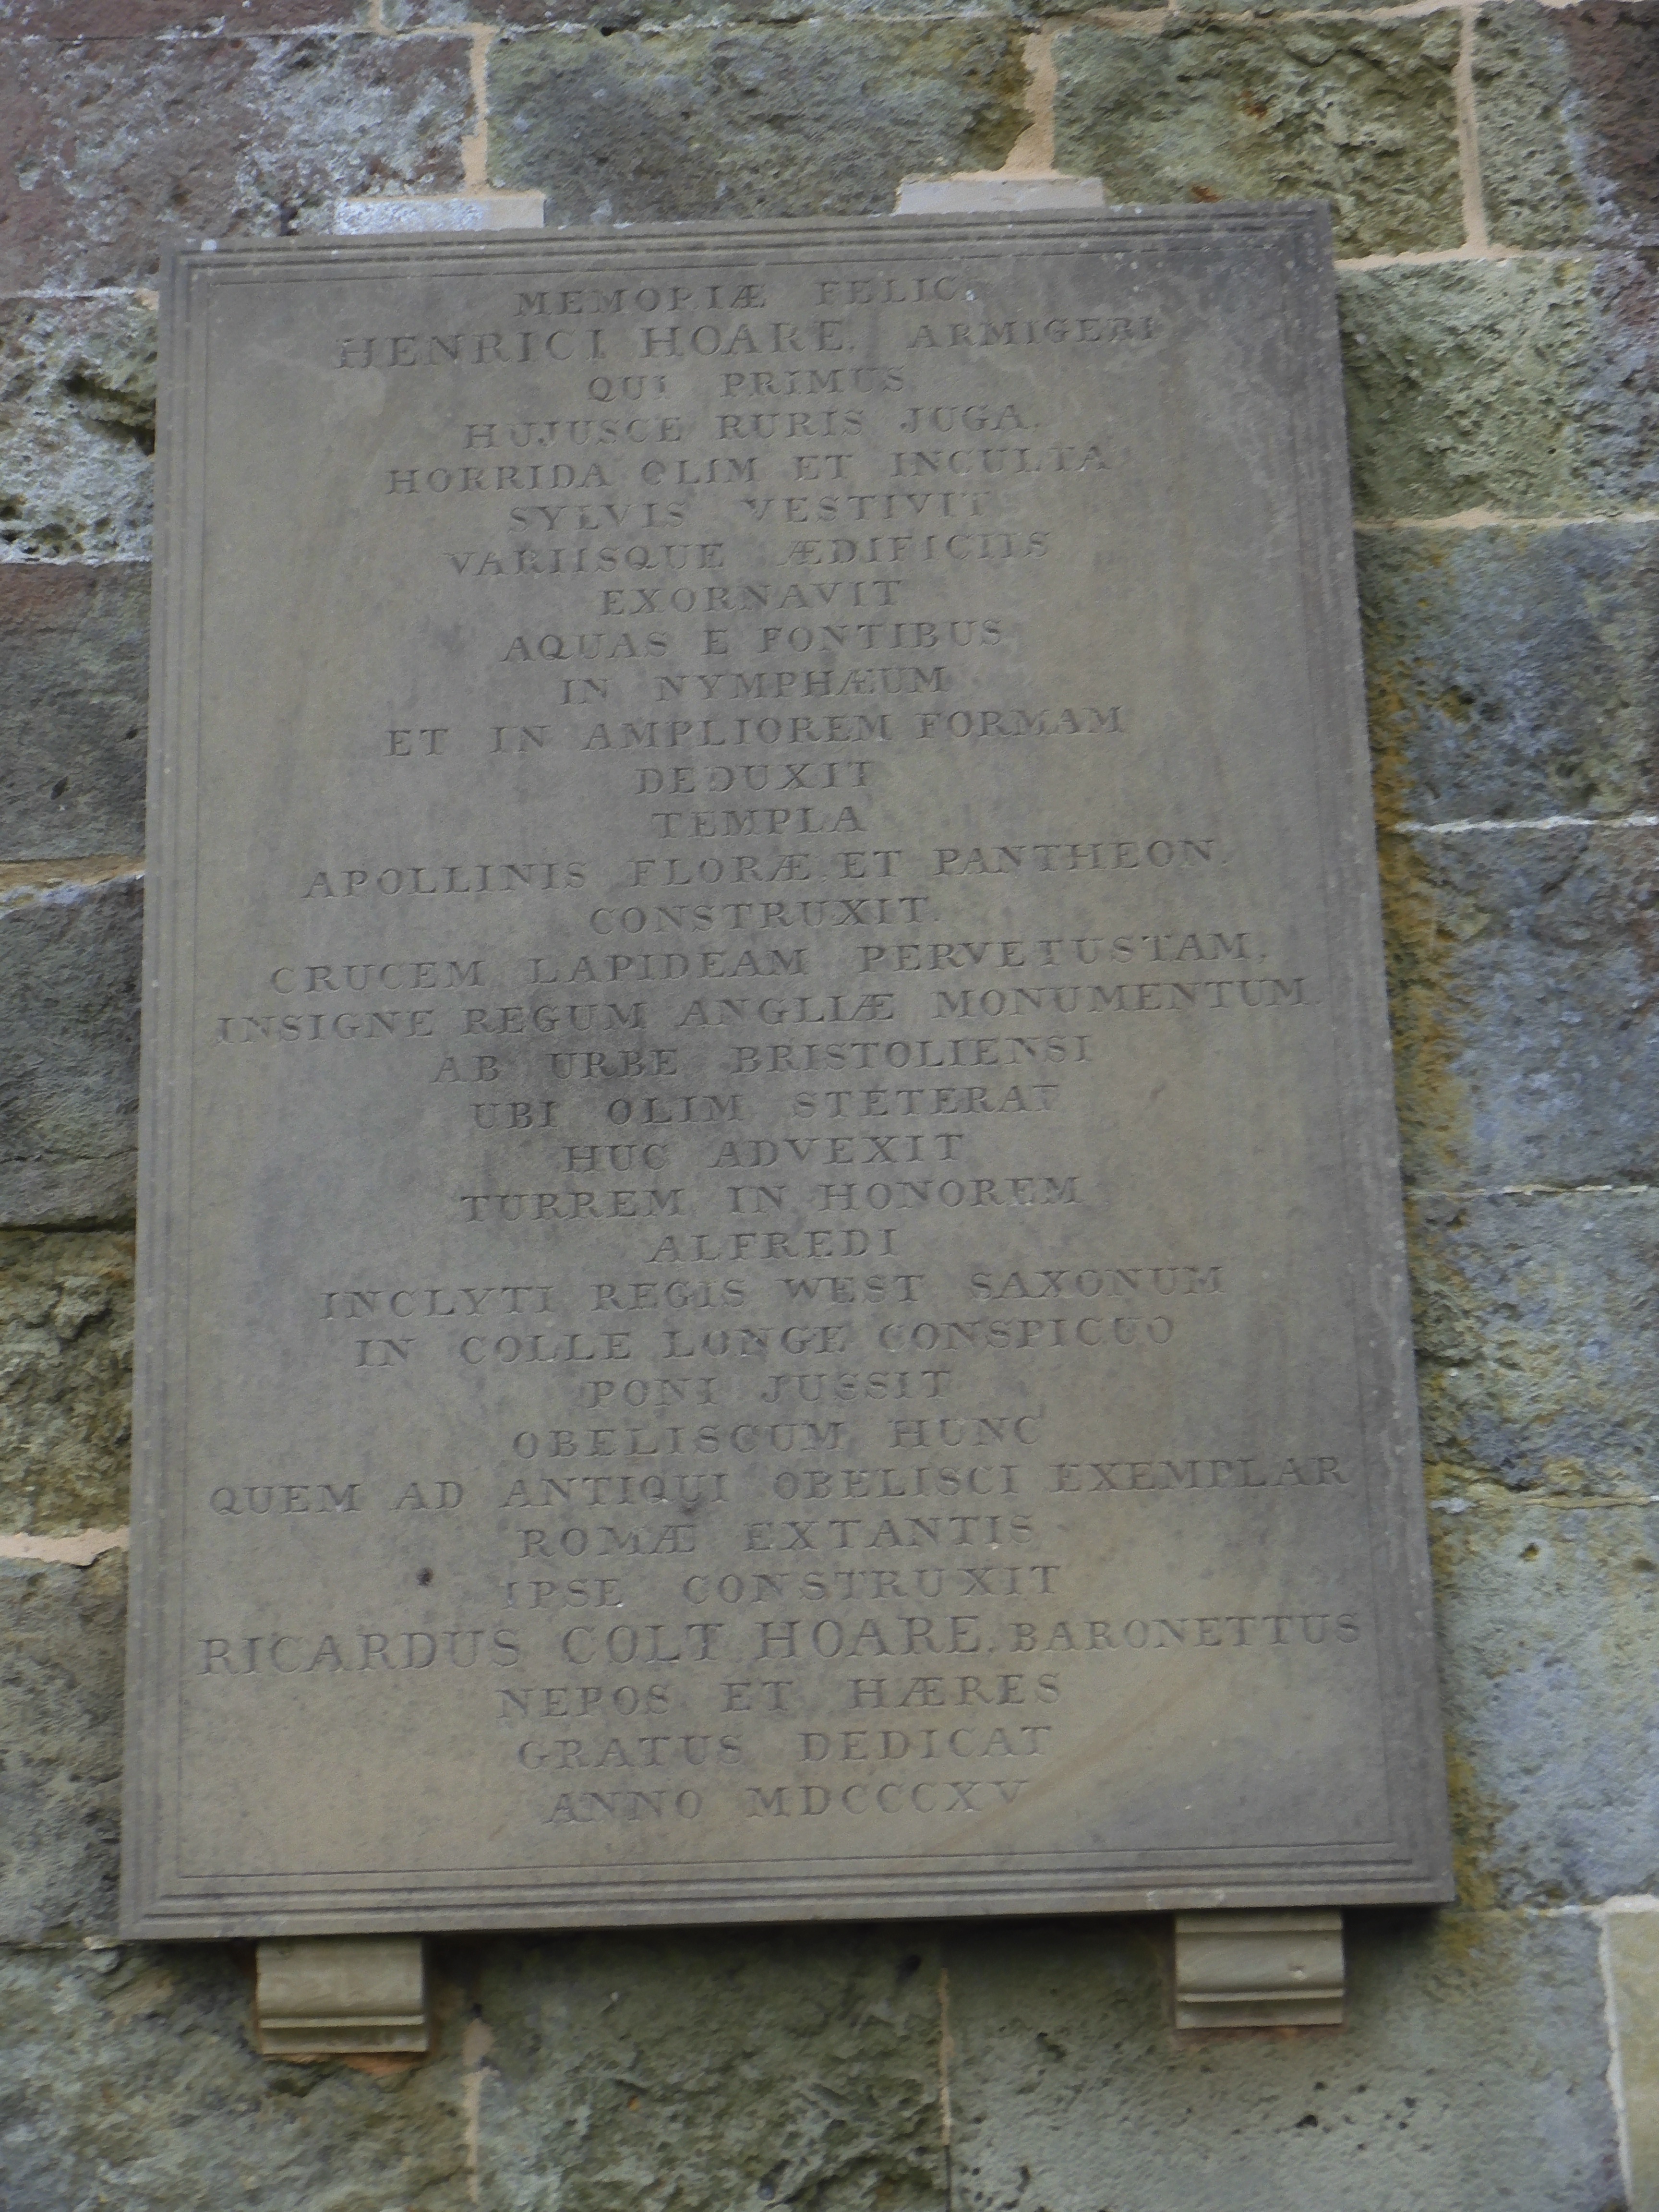 MEMORIÆ FELICI
HENRICI HOARE. ARMIGERI
QUI PRIMUS
HUJUSCE RURIS JUGA.
HORRIDA OLIM ET INCULTA
SYLVIS VESTIVIT
VARIISQUE ÆDIFICIIS
EXORNAVIT
AQUAS E FONTIBUS
IN NYMPHÆUM
ET IN AMPLIOREM FORMAM
DEDUXIT
TEMPLA
APOLLINIS FLORÆ ET PANTHEON.
CONSTRUXIT.
CRUCEM LAPIDEAM PERVETUSTAM,
INSIGNE REGUM ANGLIÆ MONUMENTUM.
AB URBE BRISTOLIENSI
UBI OLIM STETERAT
HUC ADVEXIT
TURREM IN HONOREM
ALFREDI
INCLYTI REGIS WEST SAXONUM
IN COLLE LONGE CONSPICUO
PONI JUSSIT
OBELISCUM HUNC
QUEM AD ANTIQUI OBELISCI EXEMPLAR
ROMÆ EXTANTIS
IPSE CONSTRUXIT
RICARDUS COLT HOARE. BARONETTUS
NEPOS ET HÆRES
GRATUS DEDICAT
ANNO MDCCCXV